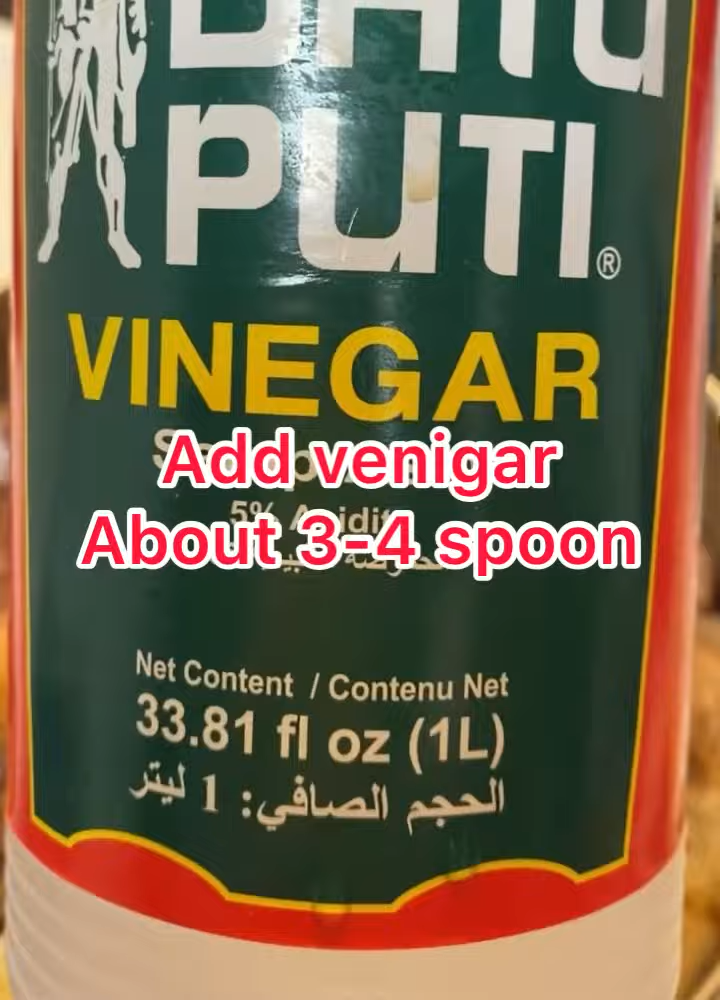 PUTI®
VINEGAR
Add venigar
5%
About 3-4 spoon
Net Content / Contenu Net
33.81 fl oz (1L)
الحجم الصافي: 1 ليتر